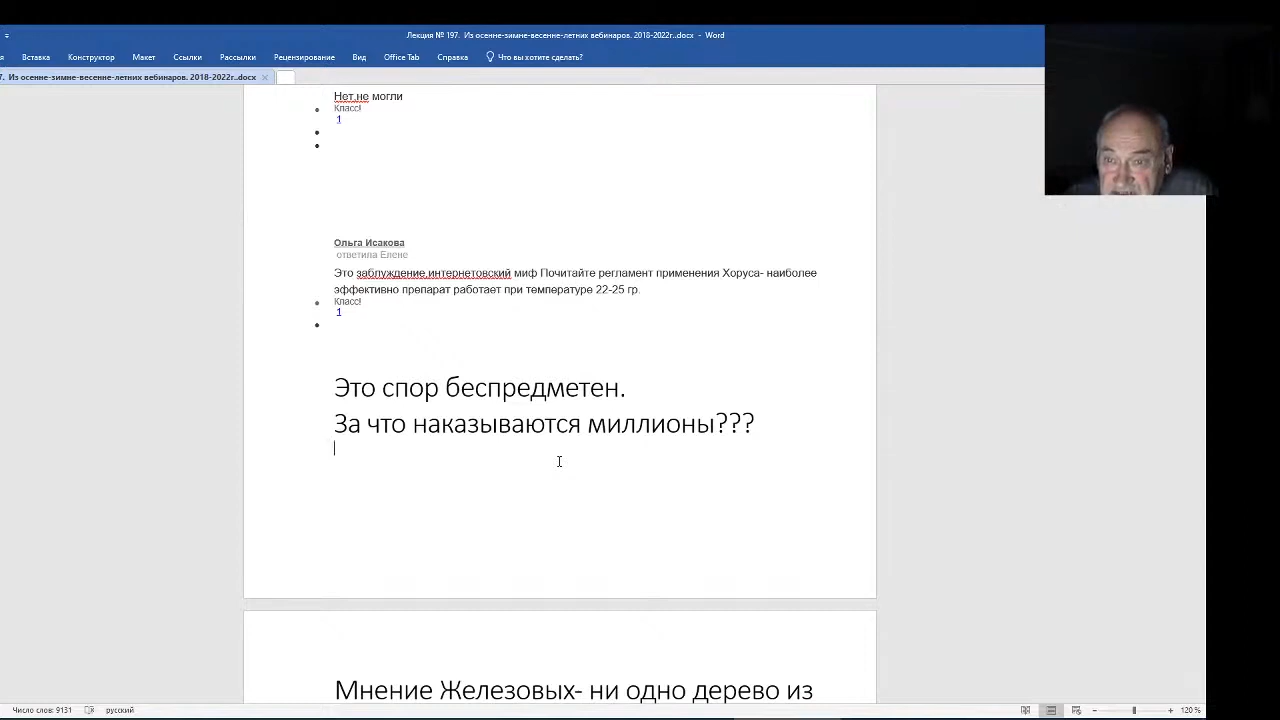 Лекция № 197.  Из осенне-зимне-весенне-летних вебинаров. 2018-2022г..docx  -  Word
Вставка Конструктор Макет Ссылки Рассылки Рецензирование Вид Office Tab Справка Что вы хотите сделать?
7.  Из осенне-зимне-весенне-летних вебинаров. 2018-2022г..docx
Нет,не могли
Класс!
1
Ольга Исакова
ответила Елене
Это заблуждение,интернетовский миф Почитайте регламент применения Хоруса- наиболее
эффективно препарат работает при температуре 22-25 гр.
Класс!
1
Это спор беспредметен.
За что наказываются миллионы???
Мнение Железовых- ни одно дерево из
Число слов: 9131 русский 120 %